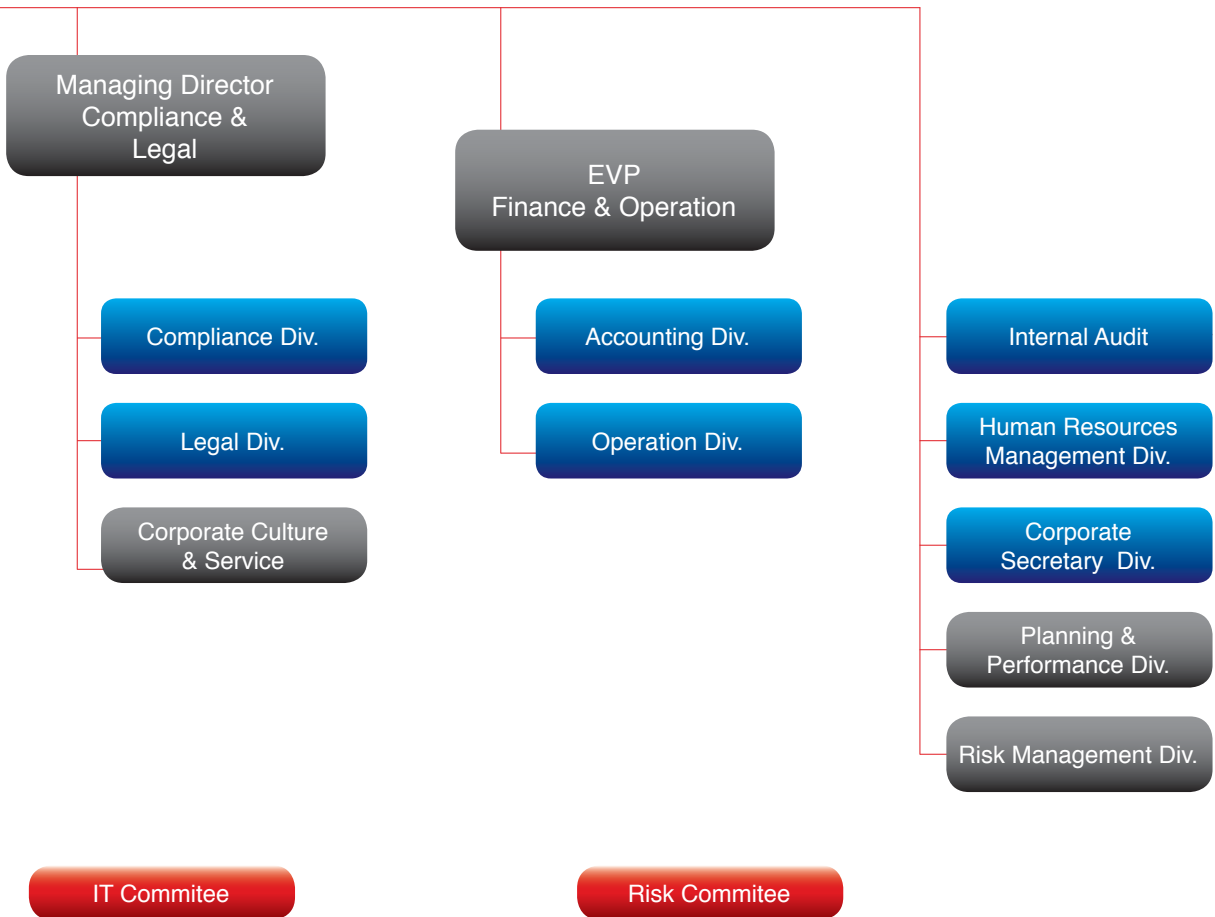 Managing Director
Compliance &
Legal
EVP
Finance & Operation
Compliance Div.
Accounting Div.
Internal Audit
Legal Div.
Operation Div.
Human Resources
Management Div.
Corporate Culture
& Service
Corporate
Secretary Div.
Planning &
Performance Div.
Risk Management Div.
IT Commitee
Risk Commitee